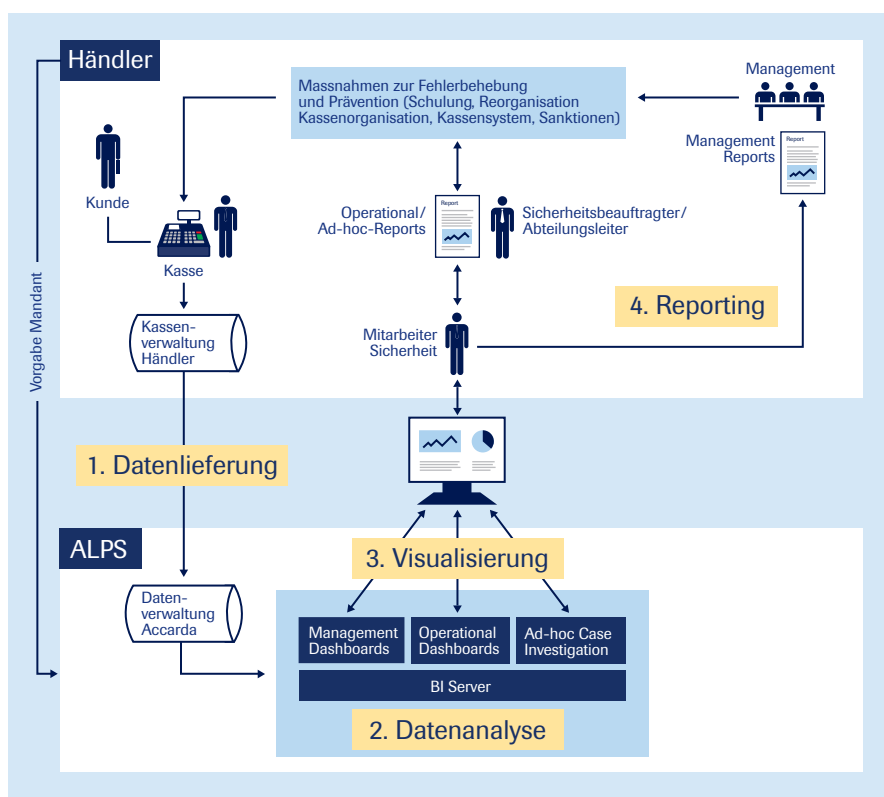 Händler
Massnahmen zur Fehlerbehebung
und Prävention (Schulung, Reorganisation
Kassenorganisation, Kassensystem, Sanktionen)
Management
Report
Management
Reports
Kunde
Kasse
Operational/
Ad-hoc-Reports
Report
Sicherheitsbeauftragter/
Abteilungsleiter
4. Reporting
Kassen-
verwaltung
Händler
Mitarbeiter
Sicherheit
Vorgabe Mandant
1. Datenlieferung
ALPS
3. Visualisierung
Daten-
verwaltung
Accarda
Management
Dashboards
Operational
Dashboards
Ad-hoc Case
Investigation
BI Server
2. Datenanalyse